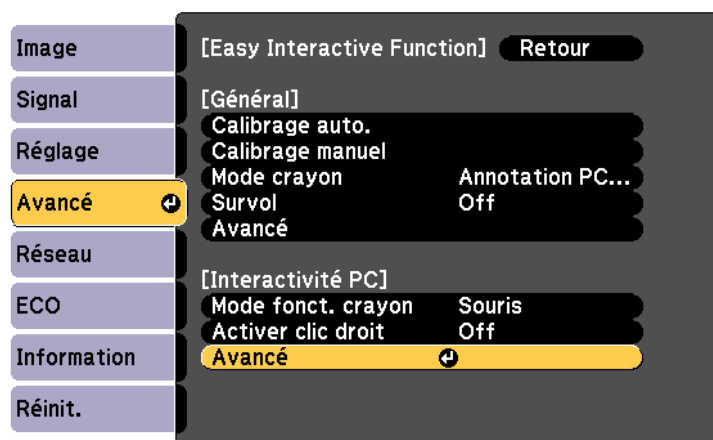 Image
Signal
Réglage
Avancé
Réseau
ECO
Information
Réinit.
[Easy Interactive Function] Retour
[Général]
Calibrage auto.
Calibrage manuel
Mode crayon Annotation PC...
Survol Off
Avancé
[Interactivité PC]
Mode fonct. crayon Souris
Activer clic droit Off
Avancé